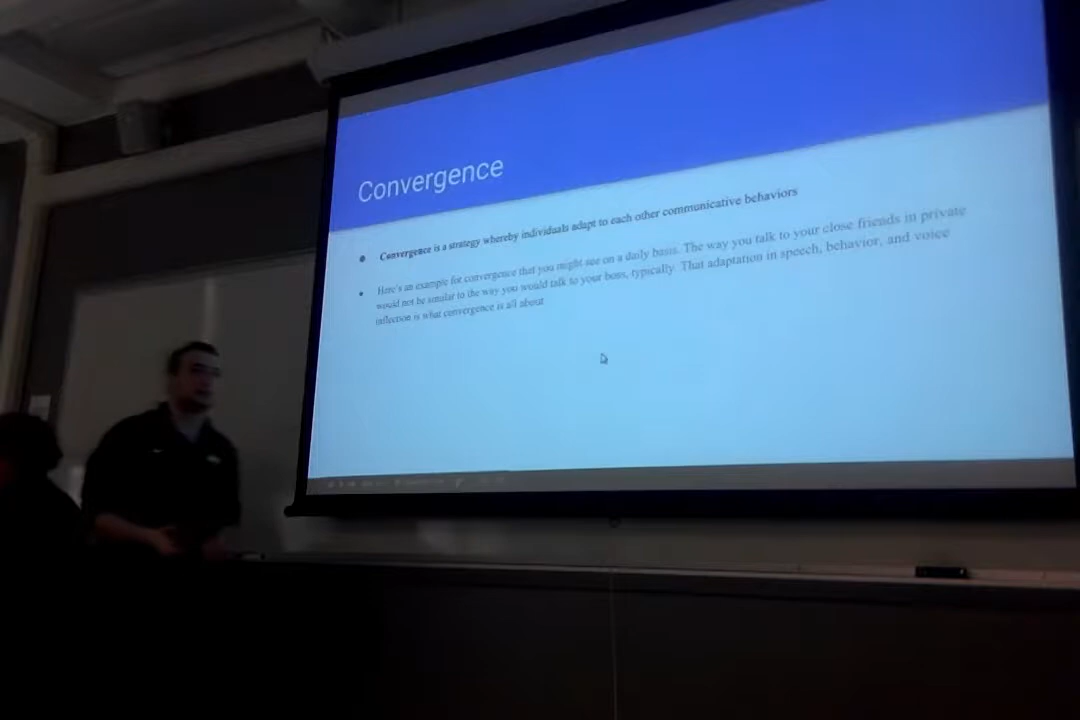 Convergence
● Convergence is a strategy whereby individuals adapt to each other communicative behaviors
● Here's an example for convergence that you might see on a daily basis. The way you talk to your close friends in private
would not be similar to the way you would talk to your boss, typically. That adaptation in speech, behavior, and voice
inflection is what convergence is all about